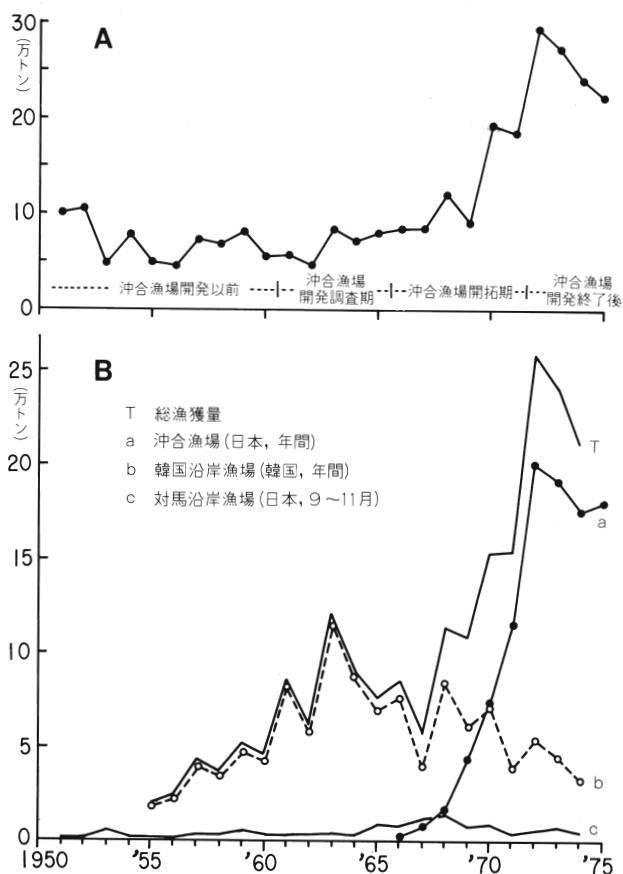 A
30
(万トン)
20
10
0
沖合漁場開発以前
沖合漁場
開発調査期
沖合漁場開拓期
沖合漁場
開発終了後
B
25
(万トン)
20
15
10
5
0
T 総漁獲量
a 沖合漁場(日本, 年間)
b 韓国沿岸漁場(韓国, 年間)
c 対馬沿岸漁場(日本, 9～11月)
T
a
b
c
1950 '55 '60 '65 '70 '75